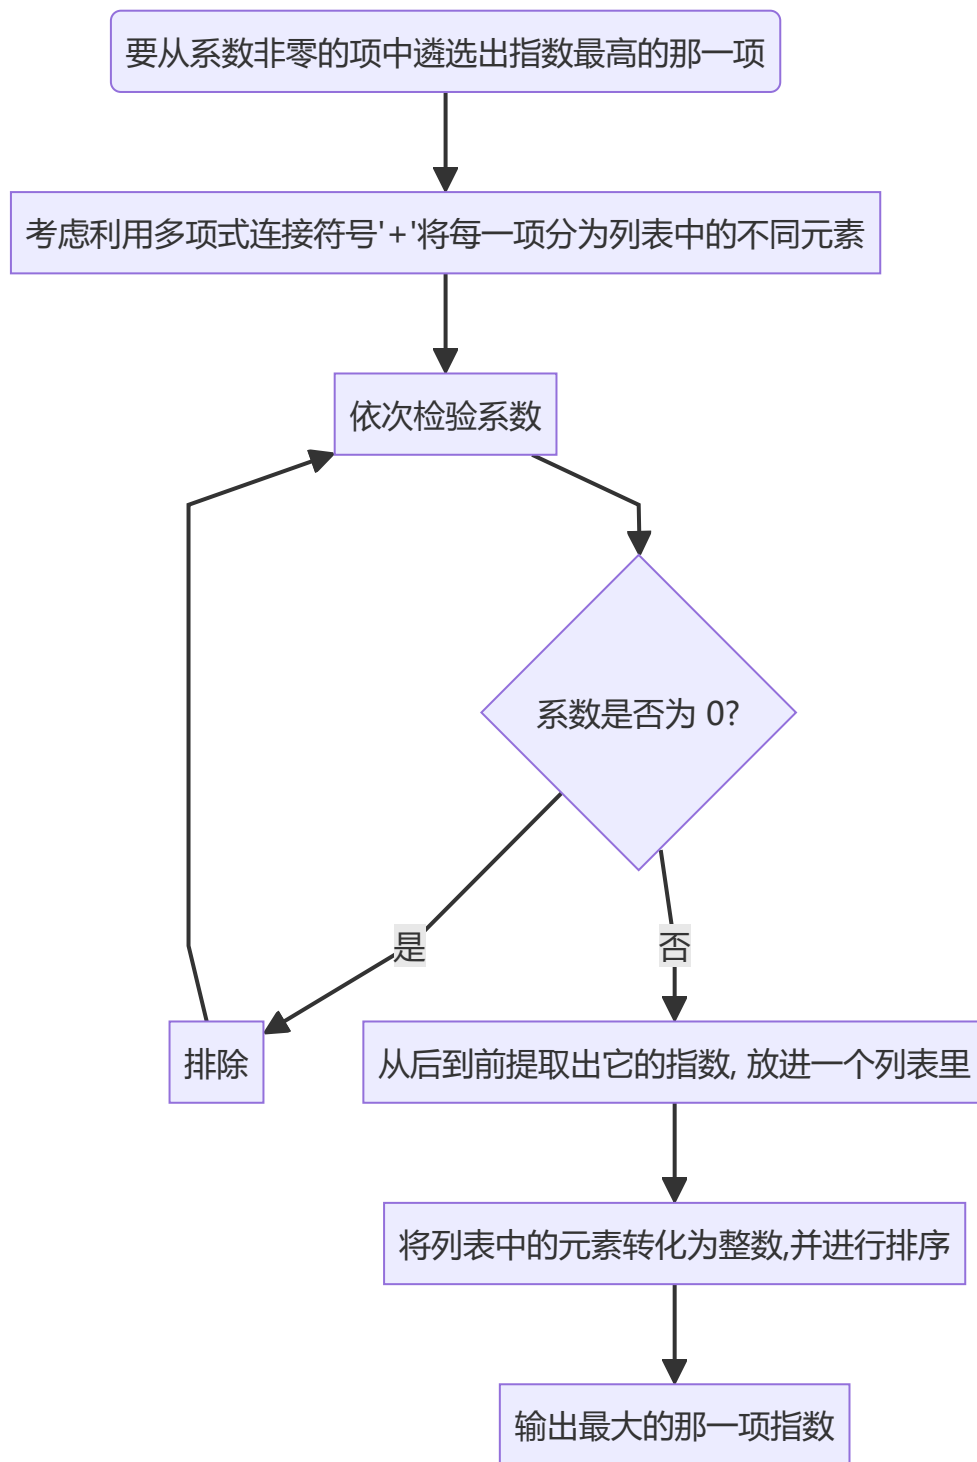 要从系数非零的项中遴选出指数最高的那一项
考虑利用多项式连接符号'+'将每一项分为列表中的不同元素
依次检验系数
系数是否为 0?
是
否
排除
从后到前提取出它的指数, 放进一个列表里
将列表中的元素转化为整数,并进行排序
输出最大的那一项指数